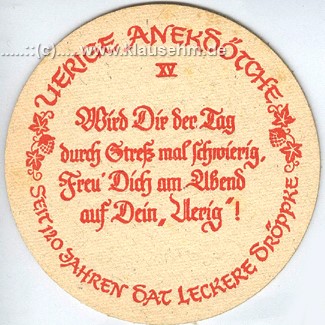 .....::(c).... www.klausehm.de ::.....
UERIGE ANEKDÖTCHE
XV
Wird Dir der Tag
durch Streß mal schwierig,
Freu' Dich am Abend
auf Dein „Uerig"!
SEIT 120 JAHREN DAT LECKERE DRÖPPKE